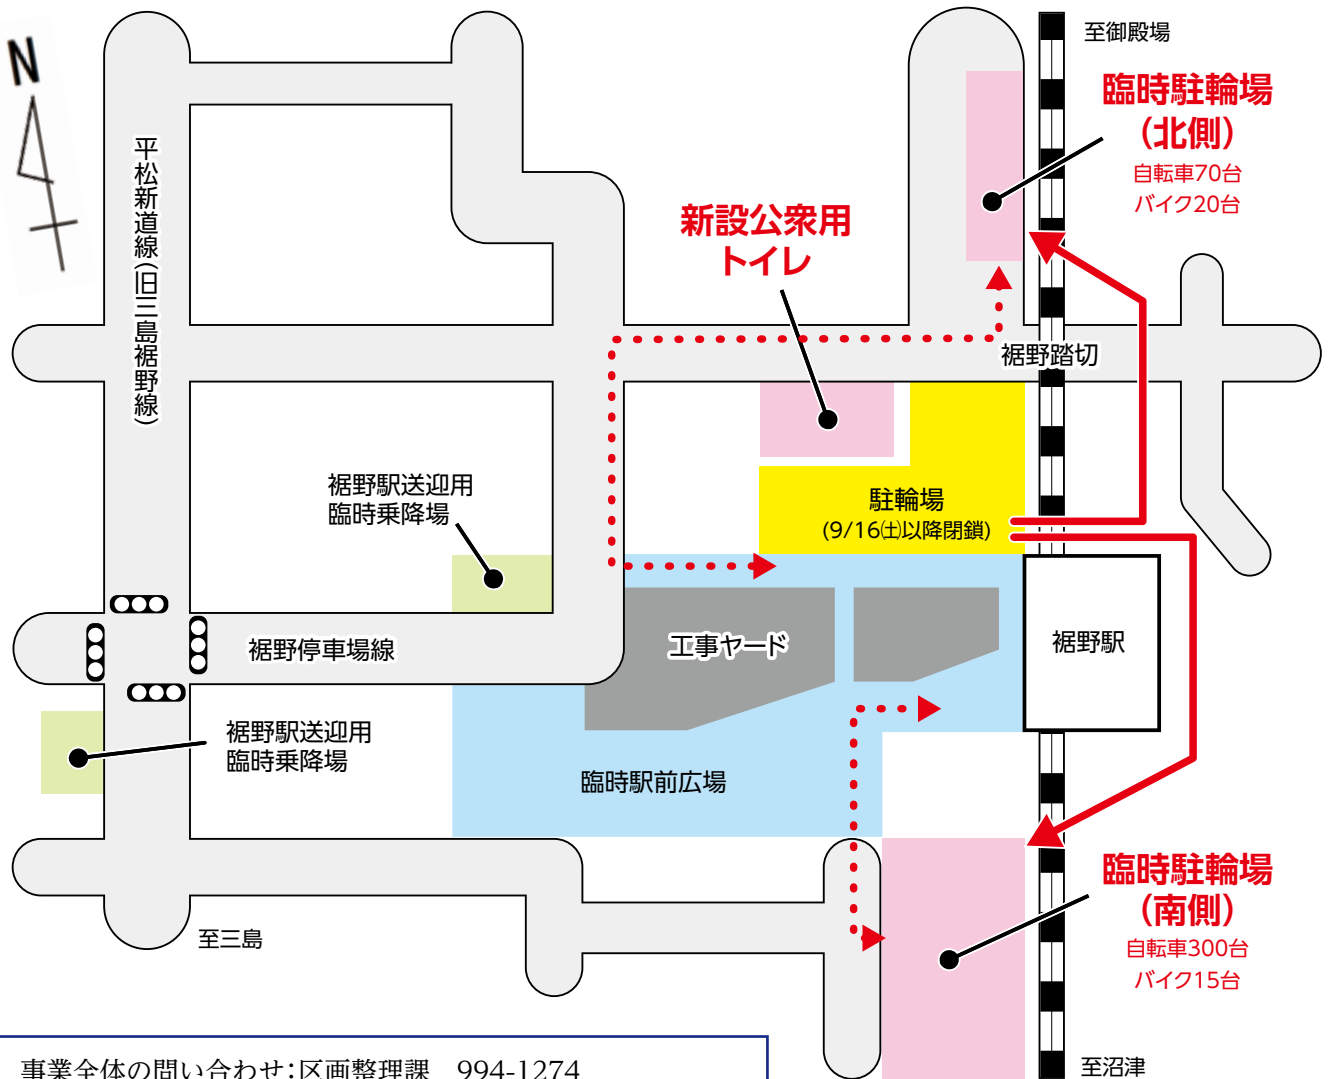 N
至御殿場
臨時駐輪場
(北側)
自転車70台
バイク20台
平松新道線(旧三島裾野線)
新設公衆用
トイレ
裾野踏切
裾野駅送迎用
臨時乗降場
駐輪場
(9/16㈯以降閉鎖)
裾野停車場線
工事ヤード
裾野駅
裾野駅送迎用
臨時乗降場
臨時駅前広場
臨時駐輪場
(南側)
自転車300台
バイク15台
至三島
至沼津
事業全体の問い合わせ:区画整理課 994-1274